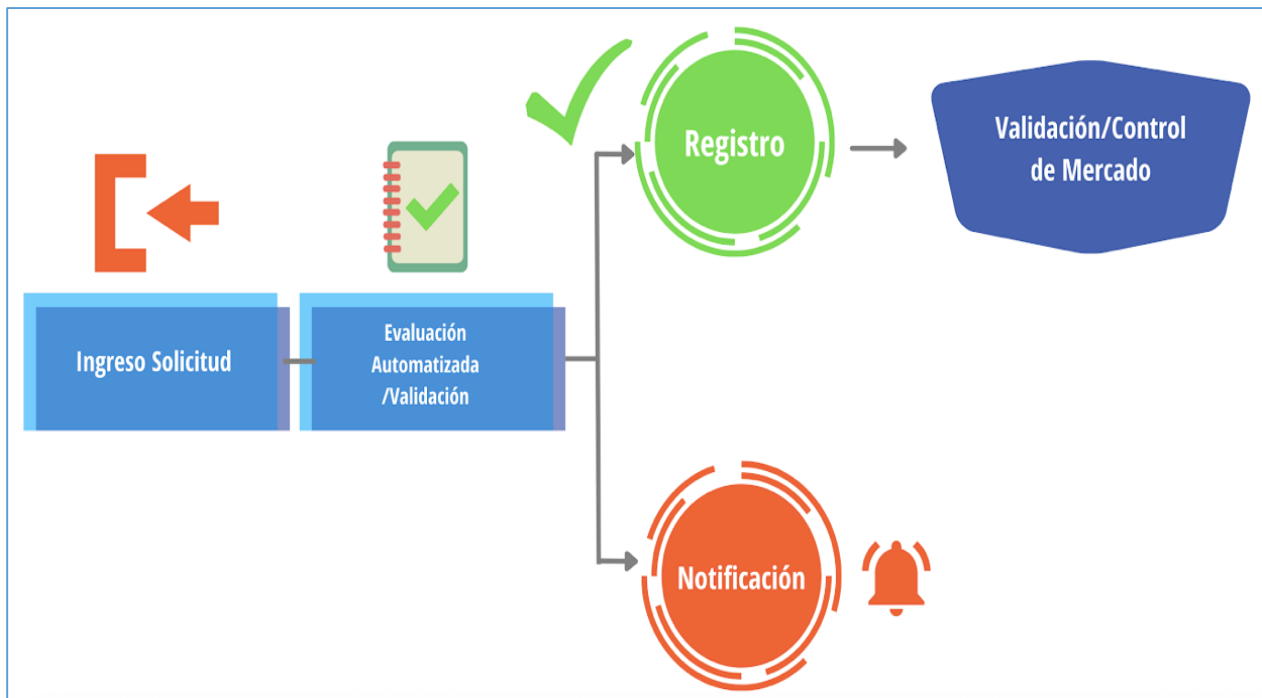 Ingreso Solicitud
Evaluación
Automatizada
/Validación
Registro
Validación/Control
de Mercado
Notificación